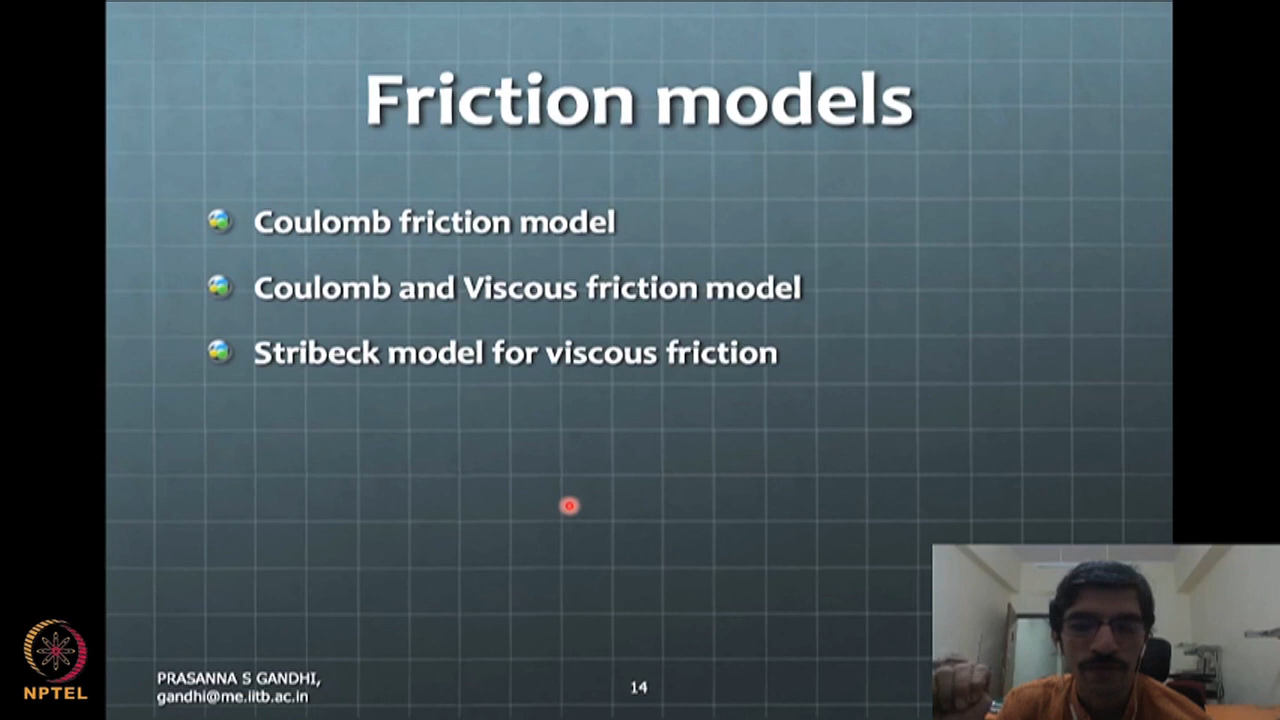 Friction models
Coulomb friction model
Coulomb and Viscous friction model
Stribeck model for viscous friction
PRASANNA S GANDHI,
gandhi@me.iitb.ac.in
14
NPTEL